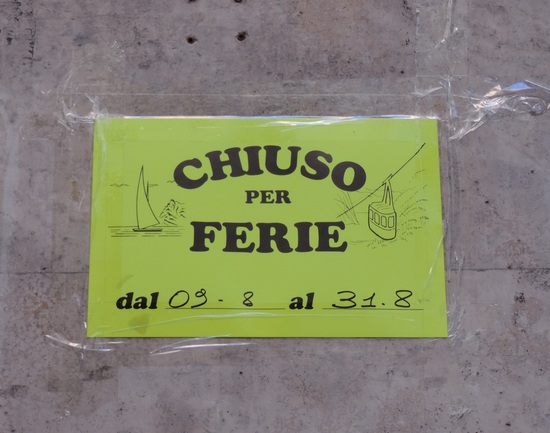 CHIUSO
PER
FERIE
dal 09 - 8 al 31.8